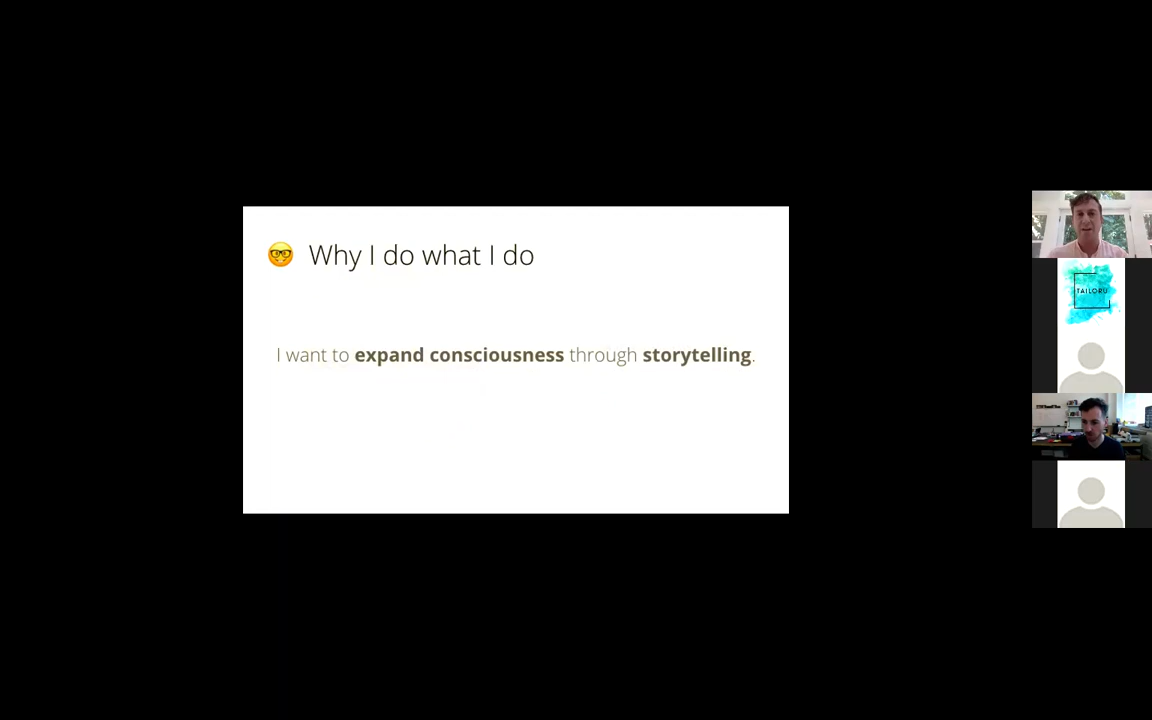 Why I do what I do
I want to expand consciousness through storytelling.
TAILORU